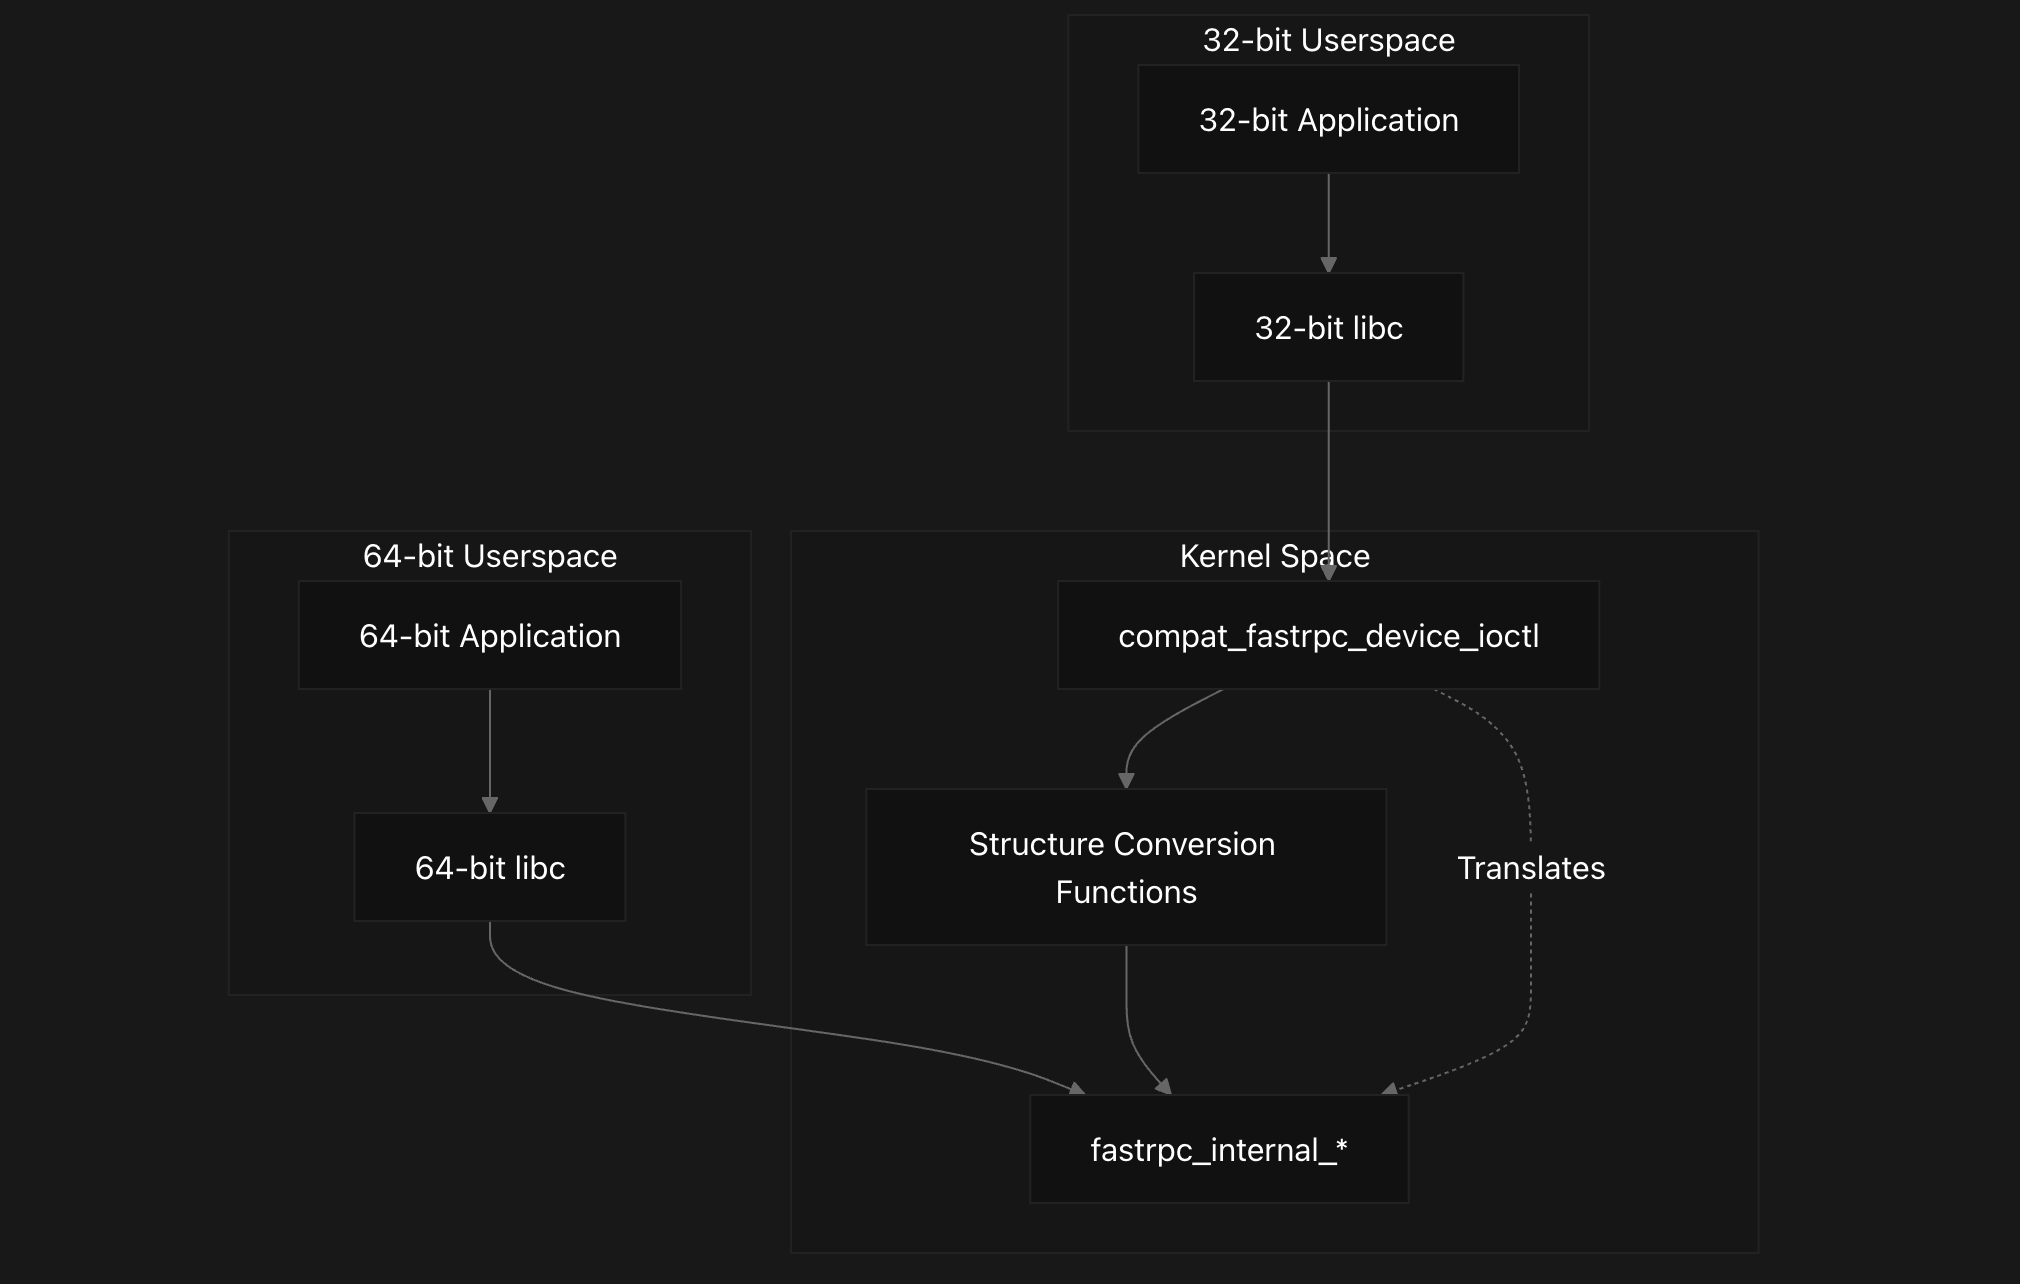 32-bit Userspace
32-bit Application
32-bit libc
64-bit Userspace
64-bit Application
64-bit libc
Kernel Space
compat_fastrpc_device_ioctl
Structure Conversion
Functions
Translates
fastrpc_internal_*